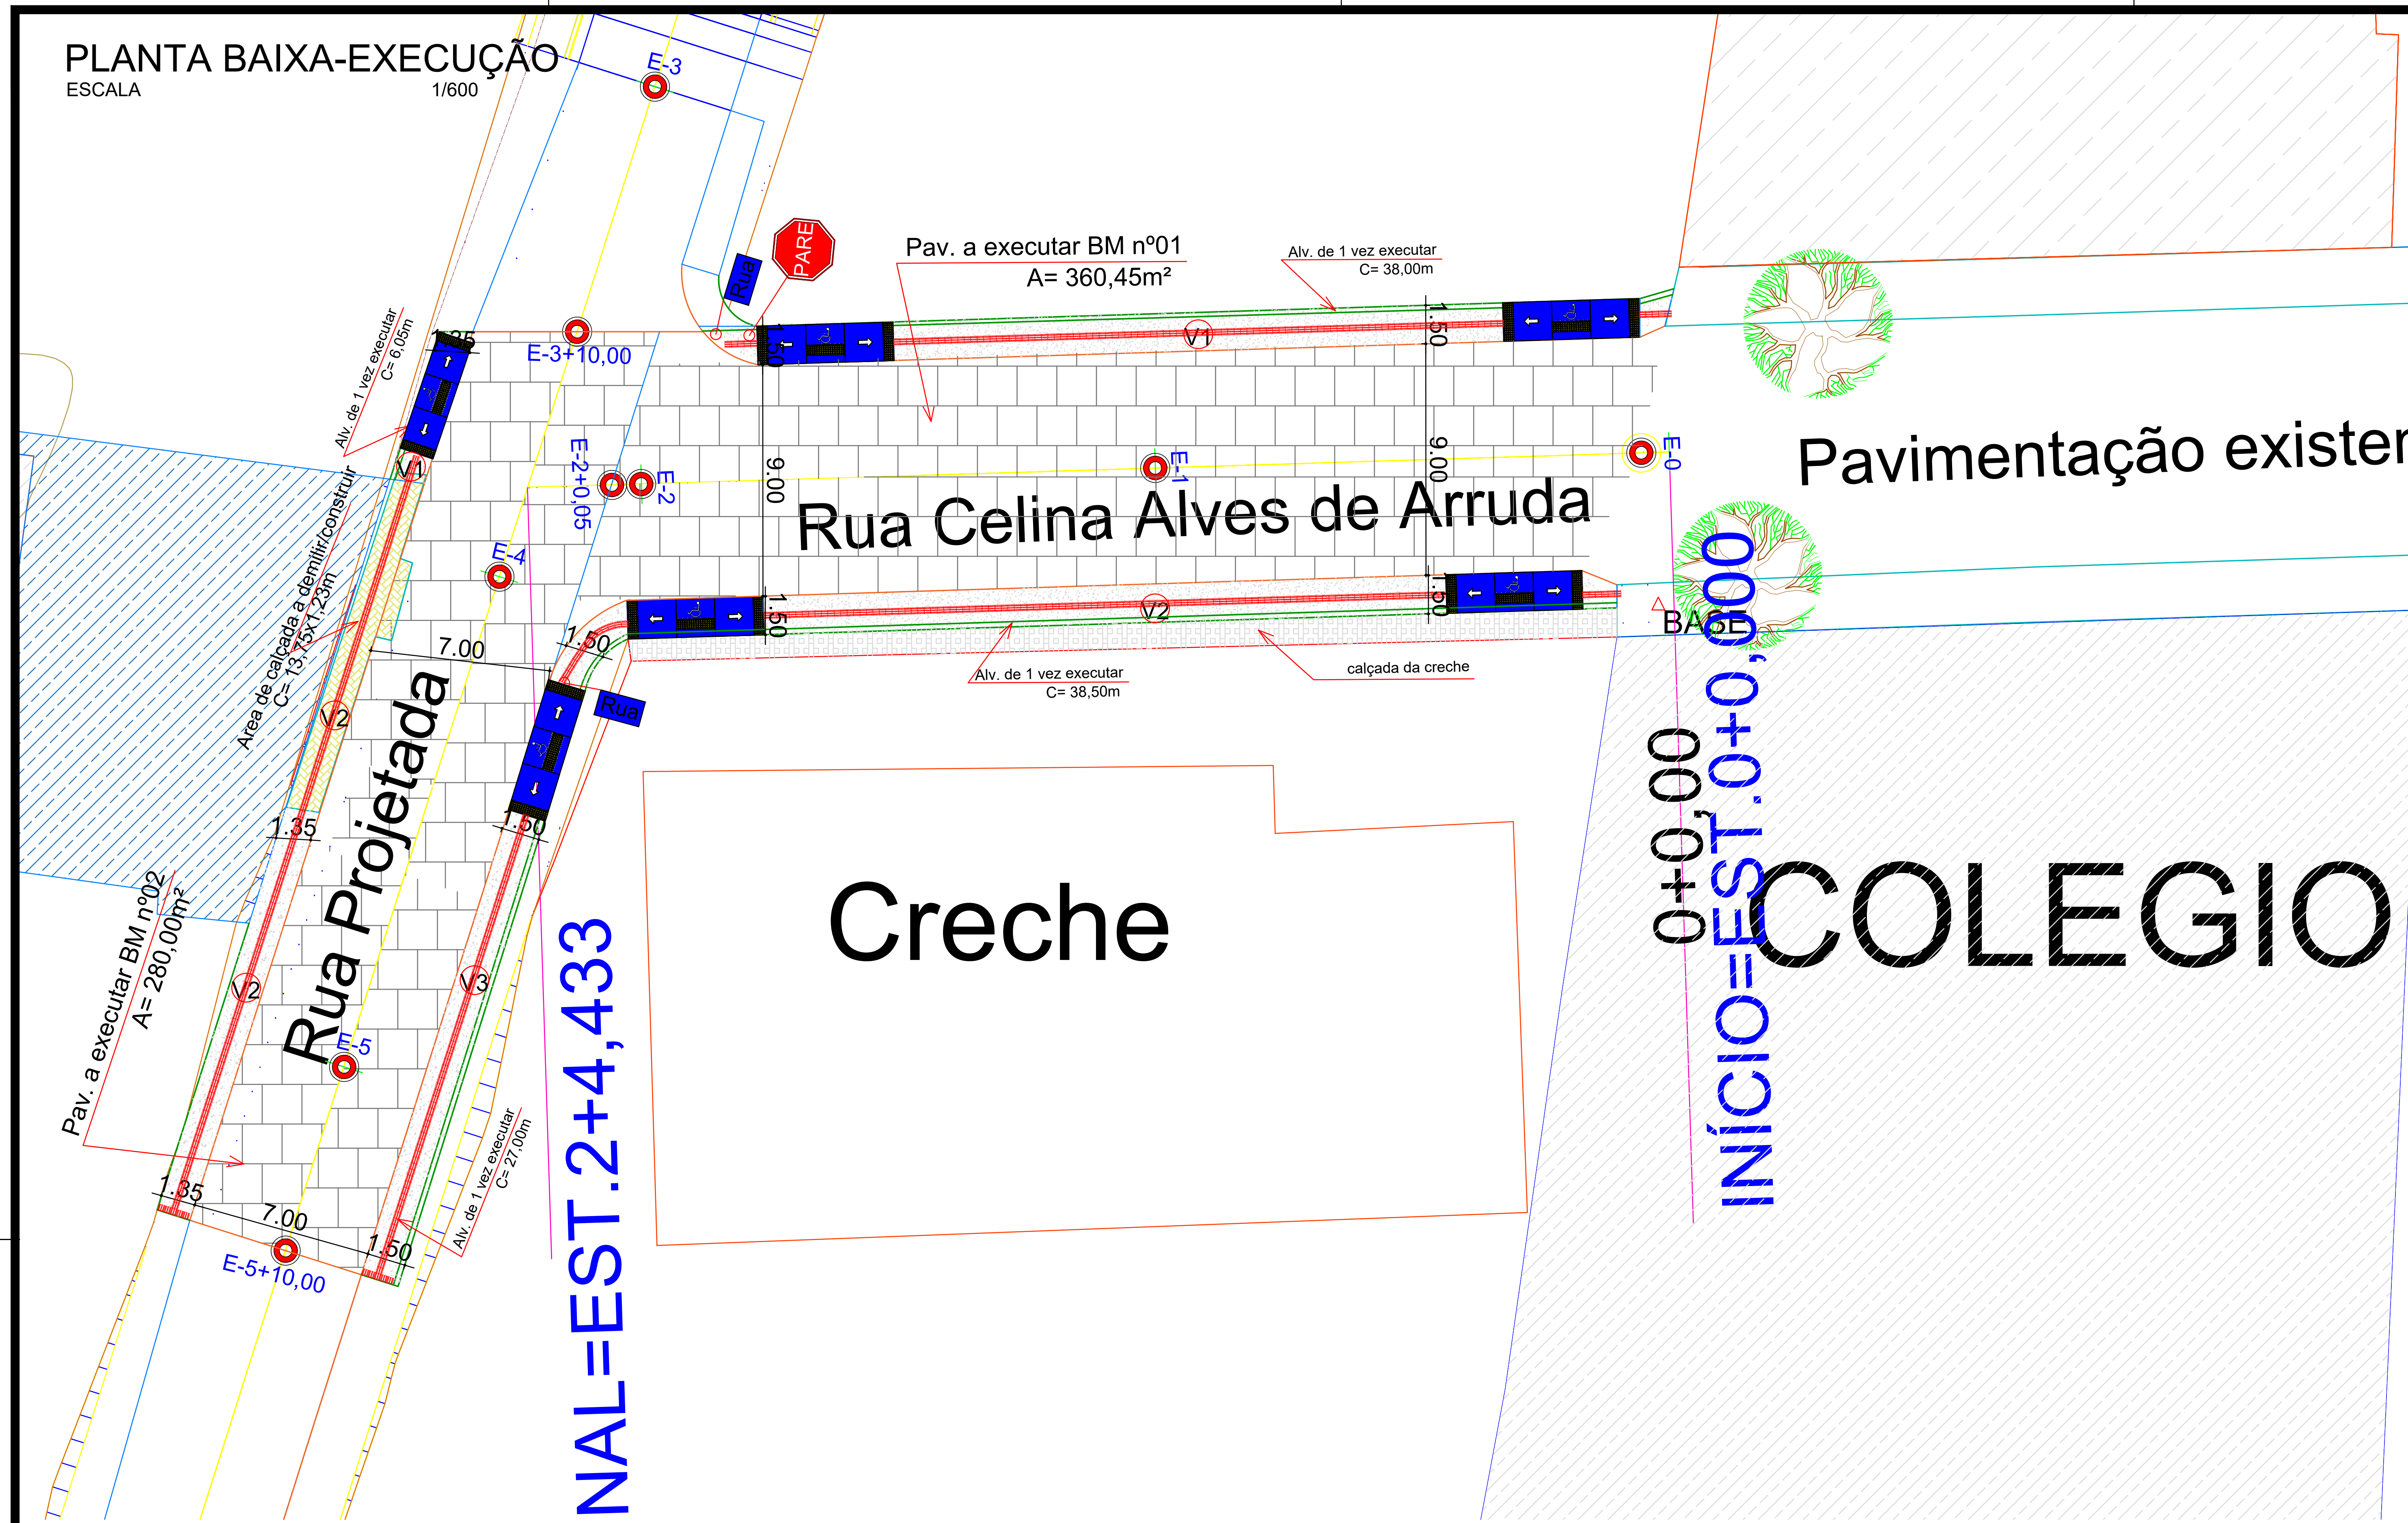 PLANTA BAIXA-EXECUÇÃO
ESCALA 1/600
E-3
PARE
Rua
Pav. a executar BM nº01
A= 360,45m²
Alv. de 1 vez executar
C= 38,00m
Alv. de 1 vez executar
C= 6,05m
1.35
E-3+10,00
1.50
V1
1.50
V1
E-2+0,05
E-2
9.00
E-1
9.00
E-0
Pavimentação existen
Rua Celina Alves de Arruda
E-4
Area de calçada a demilir/construir
C= 13,75x1,23m
7.00
1.50
1.50
V2
1.50
BASE
Alv. de 1 vez executar
C= 38,50m
calçada da creche
Rua
V2
Rua Projetada
1.35
1.50
Creche
0+0,00
INÍCIO=EST.0+0,000
COLEGIO
Pav. a executar BM nº02
A= 280,00m²
V2
V3
E-5
NAL=EST.2+4,433
Alv. de 1 vez executar
C= 27,00m
1.35
7.00
1.50
E-5+10,00